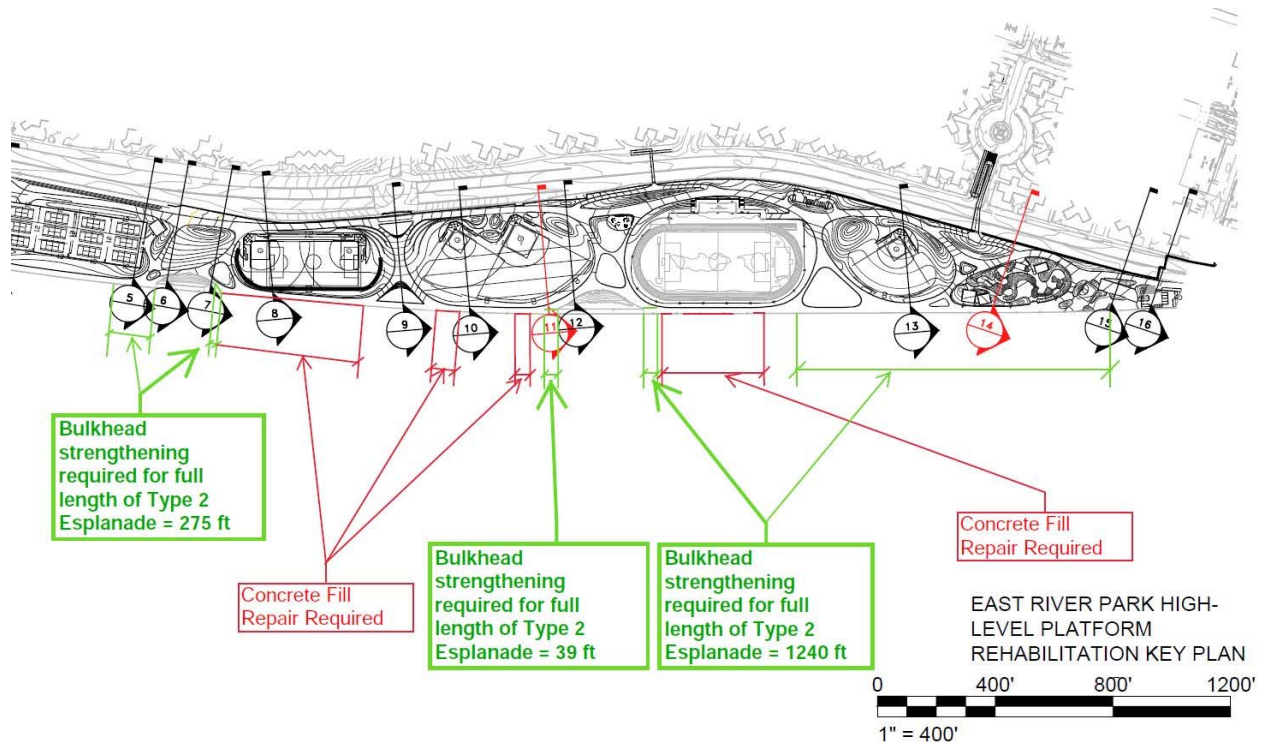 5
6
7
8
9
10
11
12
13
14
15
16
Bulkhead
strengthening
required for full
length of Type 2
Esplanade = 275 ft
Concrete Fill
Repair Required
Bulkhead
strengthening
required for full
length of Type 2
Esplanade = 39 ft
Bulkhead
strengthening
required for full
length of Type 2
Esplanade = 1240 ft
Concrete Fill
Repair Required
EAST RIVER PARK HIGH-
LEVEL PLATFORM
REHABILITATION KEY PLAN
0 400' 800' 1200'
1" = 400'